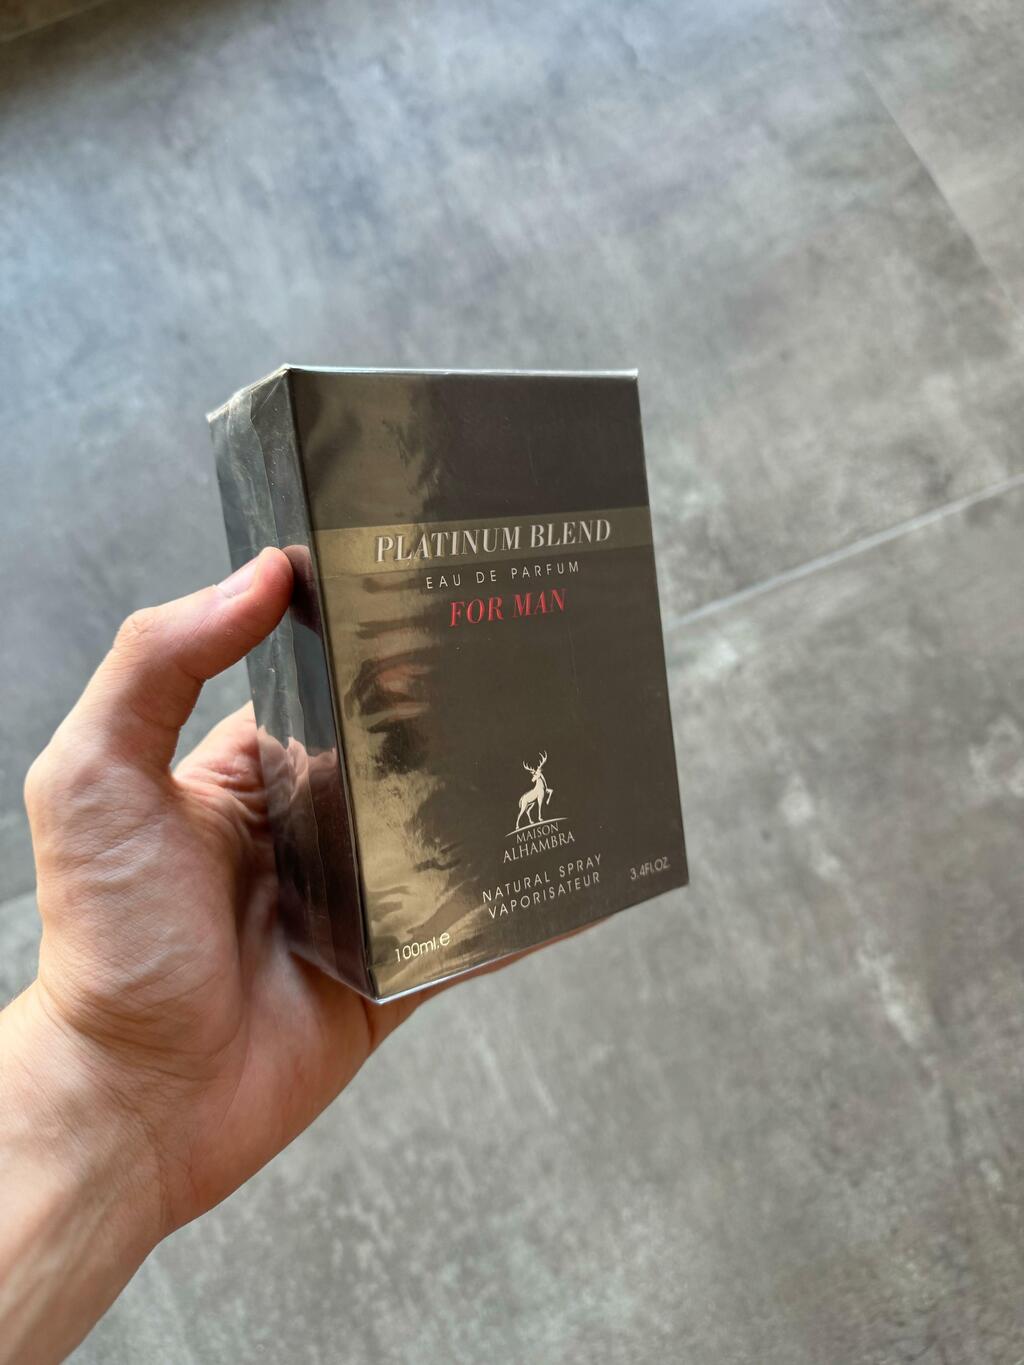 PLATINUM BLEND
EAU DE PARFUM
FOR MAN
MAISON
ALHAMBRA
NATURAL SPRAY
VAPORISATEUR
3.4Fl.OZ.
100ml.e